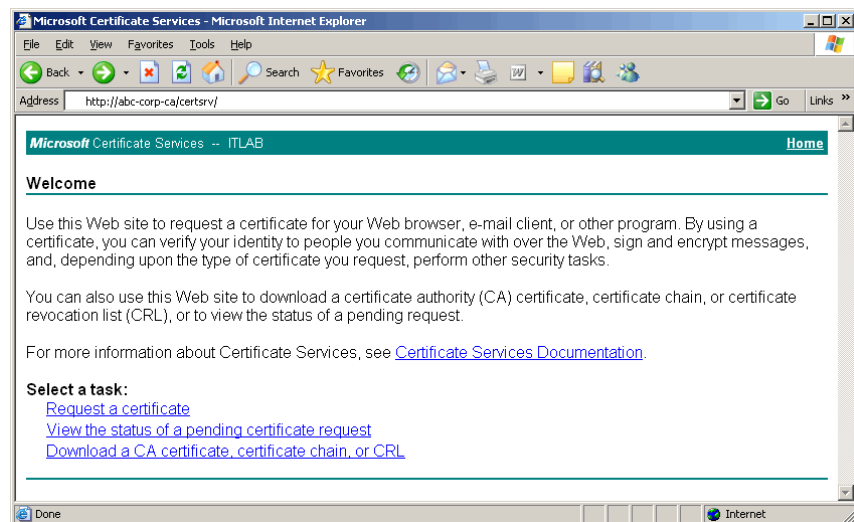 Microsoft Certificate Services - Microsoft Internet Explorer
File Edit View Favorites Tools Help
Back Search Favorites
Address http://abc-corp-ca/certsrv/ Go Links »
Microsoft Certificate Services -- ITLAB Home
Welcome
Use this Web site to request a certificate for your Web browser, e-mail client, or other program. By using a
certificate, you can verify your identity to people you communicate with over the Web, sign and encrypt messages,
and, depending upon the type of certificate you request, perform other security tasks.
You can also use this Web site to download a certificate authority (CA) certificate, certificate chain, or certificate
revocation list (CRL), or to view the status of a pending request.
For more information about Certificate Services, see Certificate Services Documentation.
Select a task:
Request a certificate
View the status of a pending certificate request
Download a CA certificate, certificate chain, or CRL
Done Internet